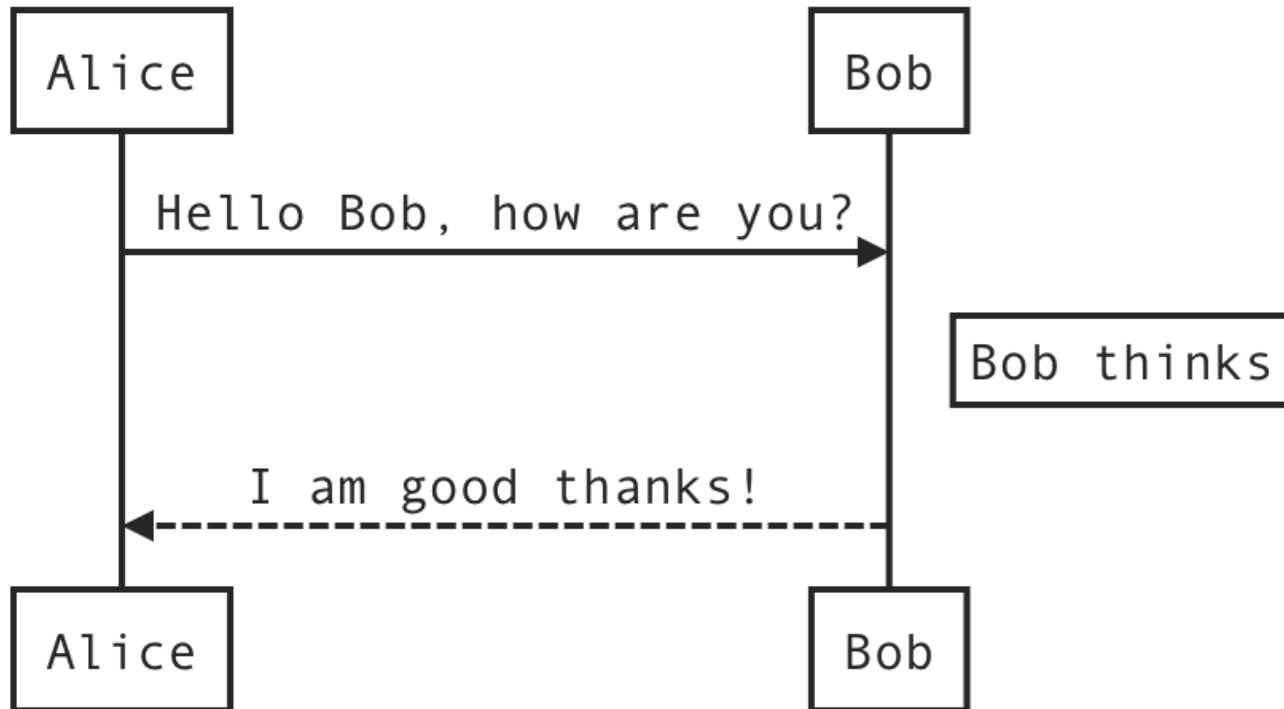 Alice
Bob
Hello Bob, how are you?
Bob thinks
I am good thanks!
Alice
Bob